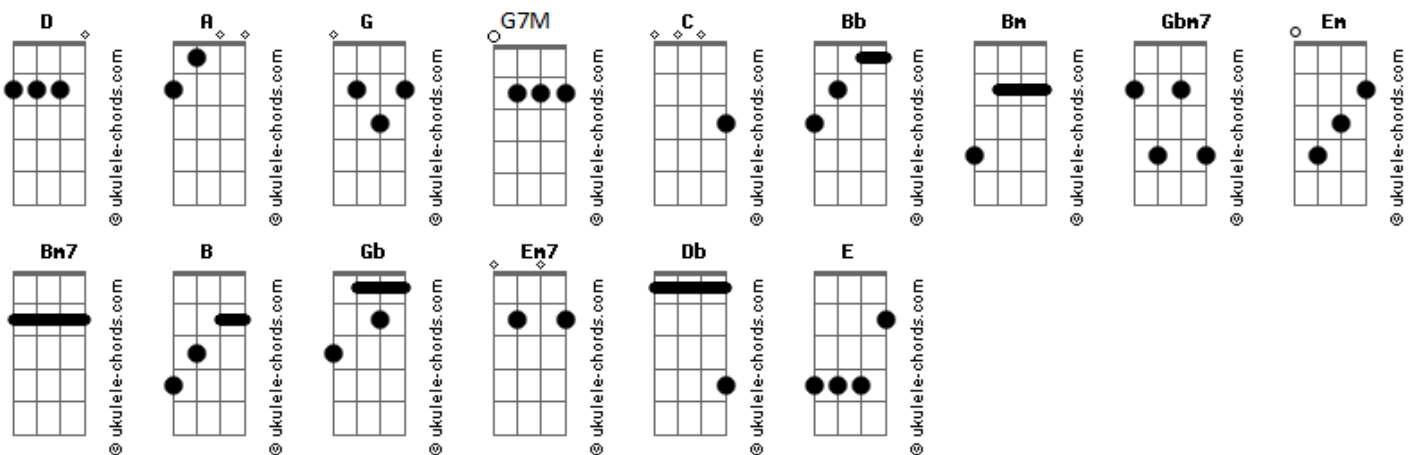 D A G G7M C Bb Bm Gbm7 Em
© ukulele-chords.com © ukulele-chords.com © ukulele-chords.com © ukulele-chords.com © ukulele-chords.com © ukulele-chords.com © ukulele-chords.com © ukulele-chords.com © ukulele-chords.com
Bm7 B Gb Em7 Db E
© ukulele-chords.com © ukulele-chords.com © ukulele-chords.com © ukulele-chords.com © ukulele-chords.com © ukulele-chords.com